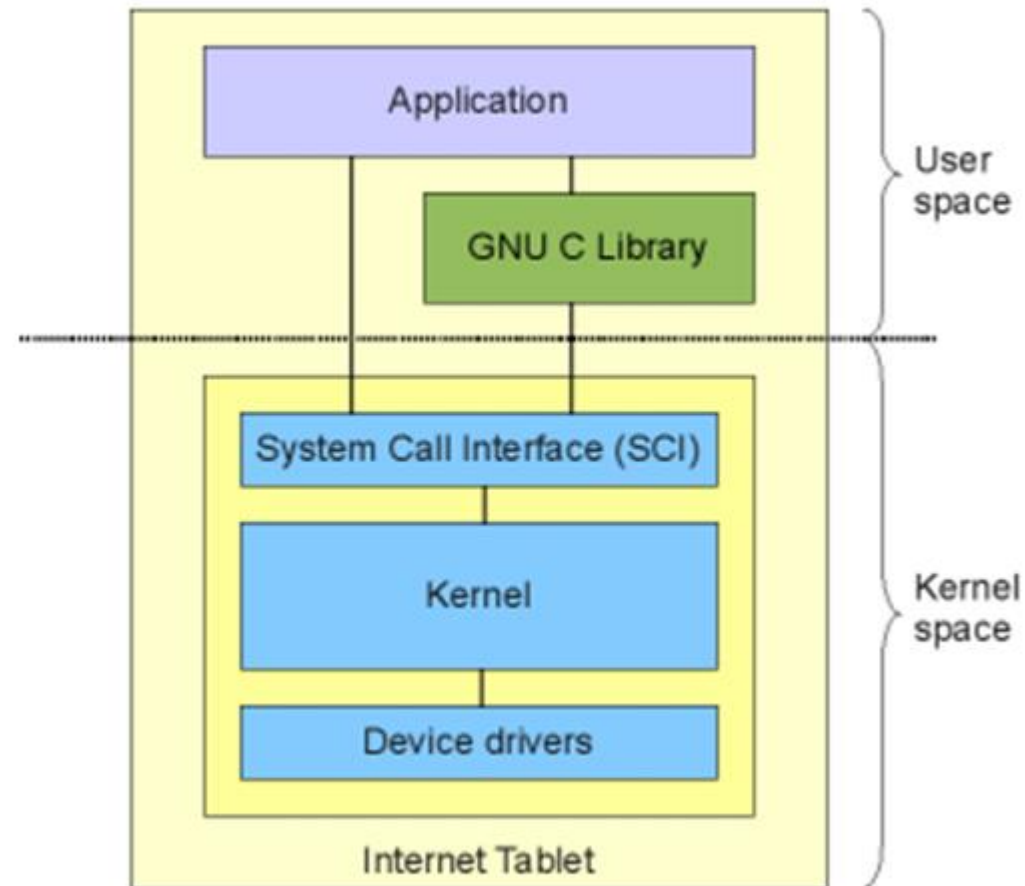 Application
User
space
GNU C Library
System Call Interface (SCI)
Kernel
Kernel
space
Device drivers
Internet Tablet